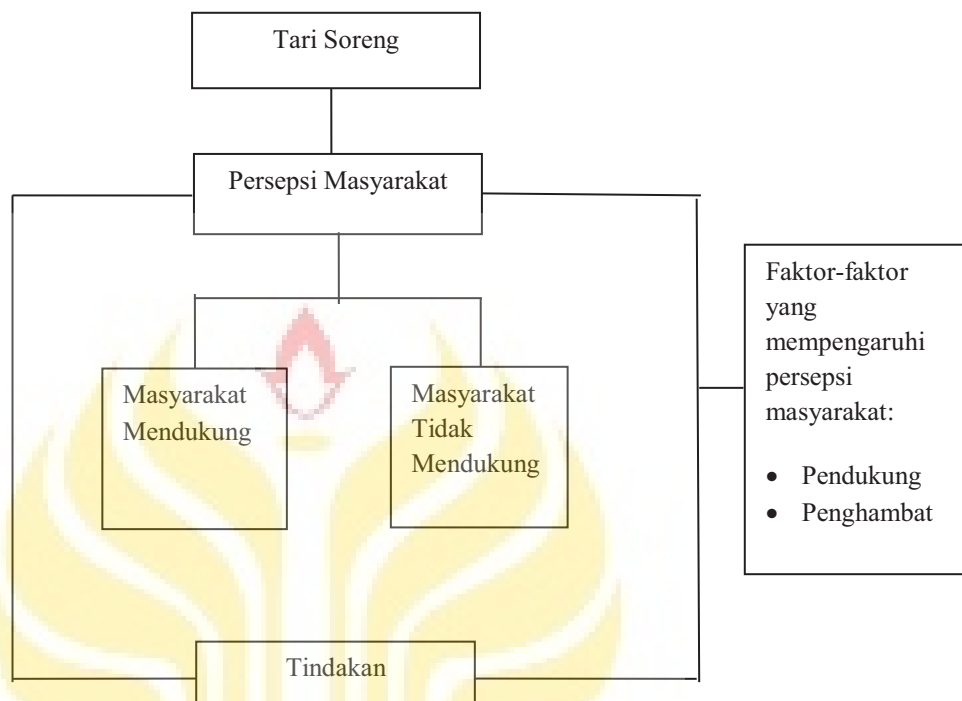 Tari Soreng
Persepsi Masyarakat
Masyarakat
Mendukung
Masyarakat
Tidak
Mendukung
Faktor-faktor
yang
mempengaruhi
persepsi
masyarakat:
• Pendukung
• Penghambat
Tindakan